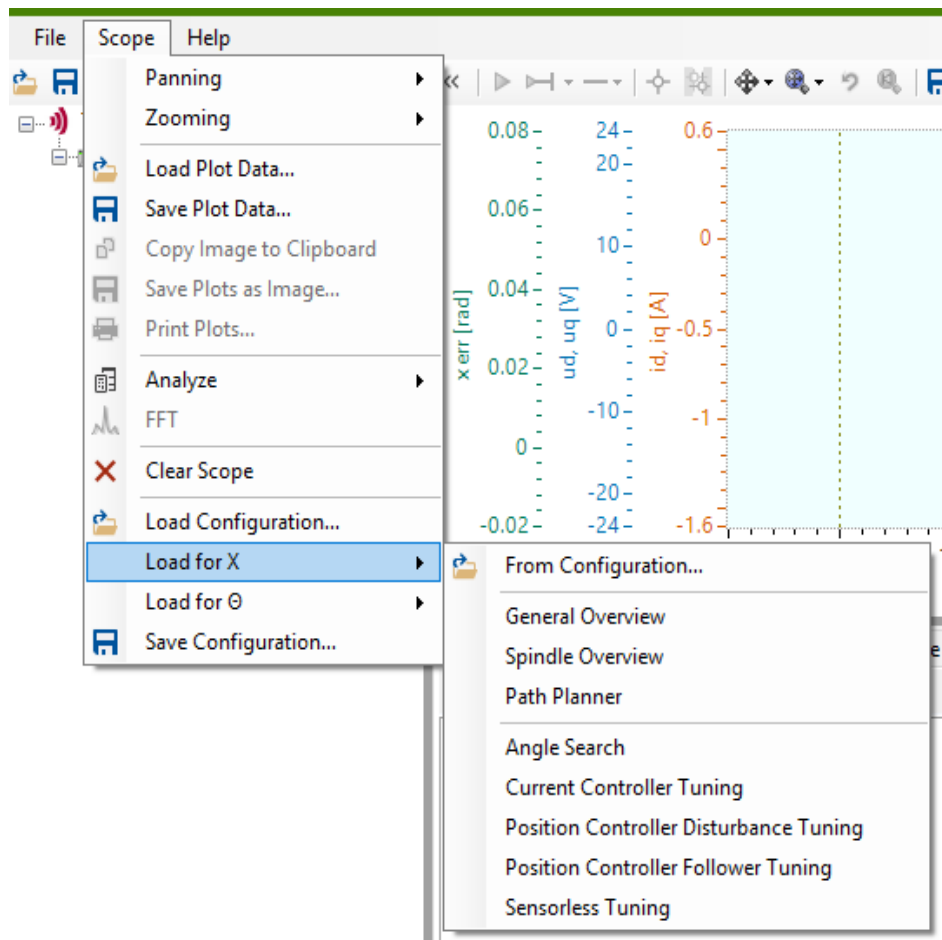 File Scope Help
Panning
Zooming
Load Plot Data...
Save Plot Data...
Copy Image to Clipboard
Save Plots as Image...
Print Plots...
Analyze
FFT
Clear Scope
Load Configuration...
Load for X
Load for Θ
Save Configuration...
From Configuration...
General Overview
Spindle Overview
Path Planner
Angle Search
Current Controller Tuning
Position Controller Disturbance Tuning
Position Controller Follower Tuning
Sensorless Tuning
x err [rad]
0.08
0.06
0.04
0.02
0
-0.02
ud, uq [V]
24
20
10
0
-10
-20
-24
id, iq [A]
0.6
0
-0.5
-1
-1.6